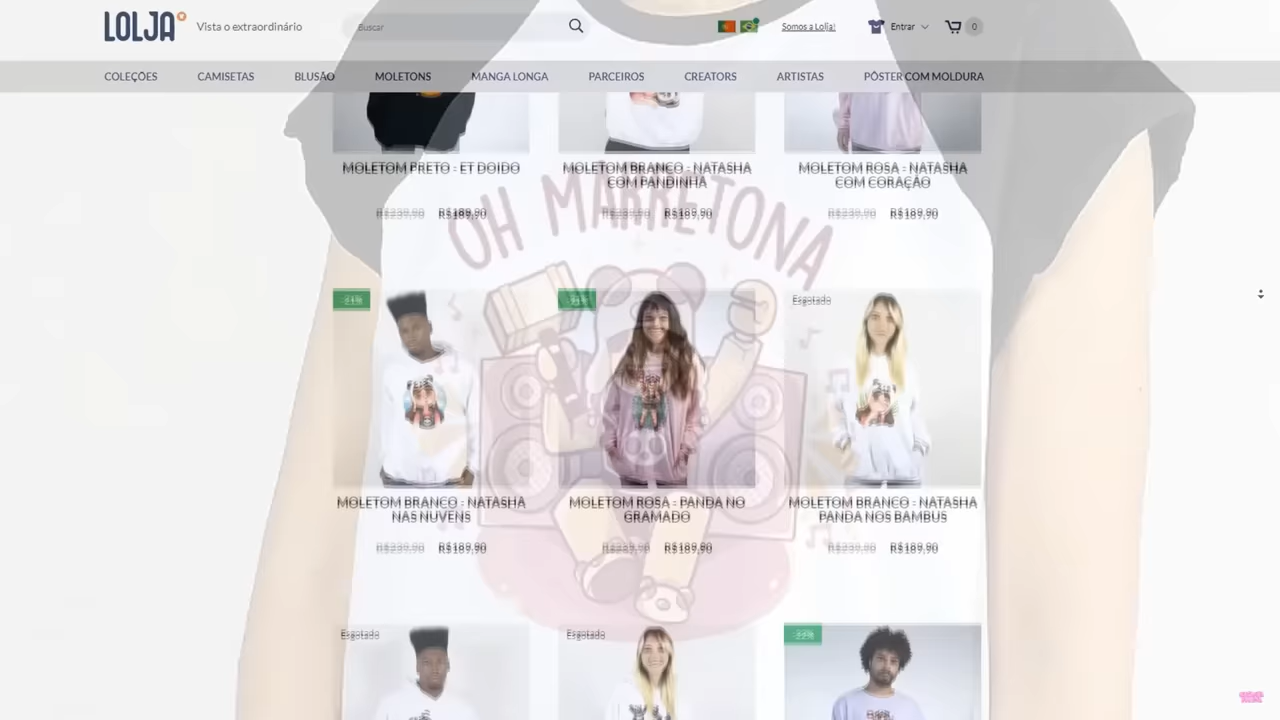 LOLJA
Vista o extraordinário
Buscar
Somos a Lolja!
Entrar
0
COLEÇÕES CAMISETAS BLUSÃO MOLETONS MANGA LONGA PARCEIROS CREATORS ARTISTAS PÔSTER COM MOLDURA
MOLETOM PRETO - ET DOIDO
R$239,90 R$189,90
MOLETOM BRANCO - NATASHA
COM PANDINHA
R$239,90 R$189,90
MOLETOM ROSA - NATASHA
COM CORAÇÃO
R$239,90 R$189,90
OH MARRETONA
MOLETOM BRANCO - NATASHA
NAS NUVENS
R$239,90 R$189,90
MOLETOM ROSA - PANDA NO
GRAMADO
R$239,90 R$189,90
Esgotado
MOLETOM BRANCO - NATASHA
PANDA NOS BAMBUS
R$239,90 R$189,90
Esgotado
Esgotado